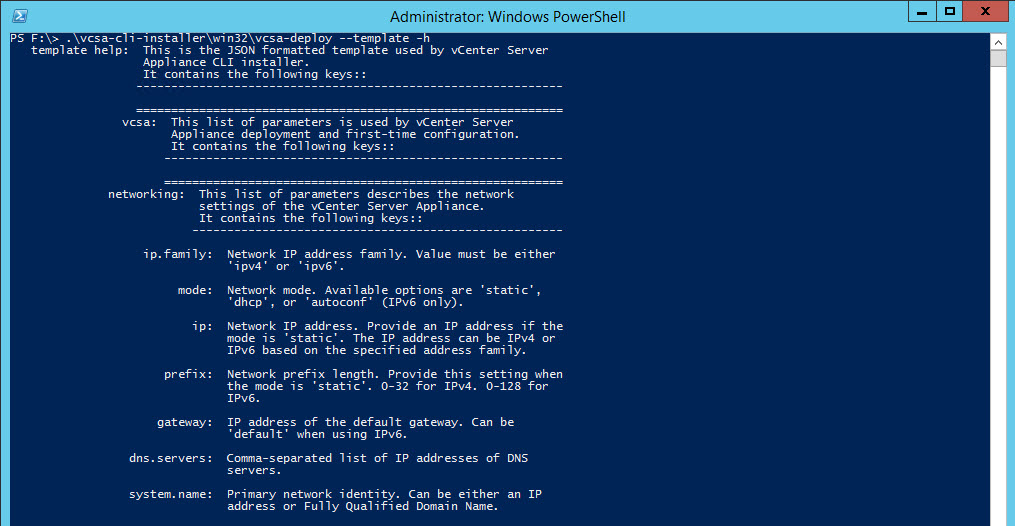 Administrator: Windows PowerShell
PS F:\> .\vcsa-cli-installer\win32\vcsa-deploy --template -h
template help: This is the JSON formatted template used by vCenter Server
Appliance CLI installer.
It contains the following keys::
-------------------------------------------------------------
=============================================================
vcsa: This list of parameters is used by vCenter Server
Appliance deployment and first-time configuration.
It contains the following keys::
---------------------------------------------------------
=========================================================
networking: This list of parameters describes the network
settings of the vCenter Server Appliance.
It contains the following keys::
-----------------------------------------------------
ip.family: Network IP address family. Value must be either
'ipv4' or 'ipv6'.
mode: Network mode. Available options are 'static',
'dhcp', or 'autoconf' (IPv6 only).
ip: Network IP address. Provide an IP address if the
mode is 'static'. The IP address can be IPv4 or
IPv6 based on the specified address family.
prefix: Network prefix length. Provide this setting when
the mode is 'static'. 0-32 for IPv4. 0-128 for
IPv6.
gateway: IP address of the default gateway. Can be
'default' when using IPv6.
dns.servers: Comma-separated list of IP addresses of DNS
servers.
system.name: Primary network identity. Can be either an IP
address or Fully Qualified Domain Name.